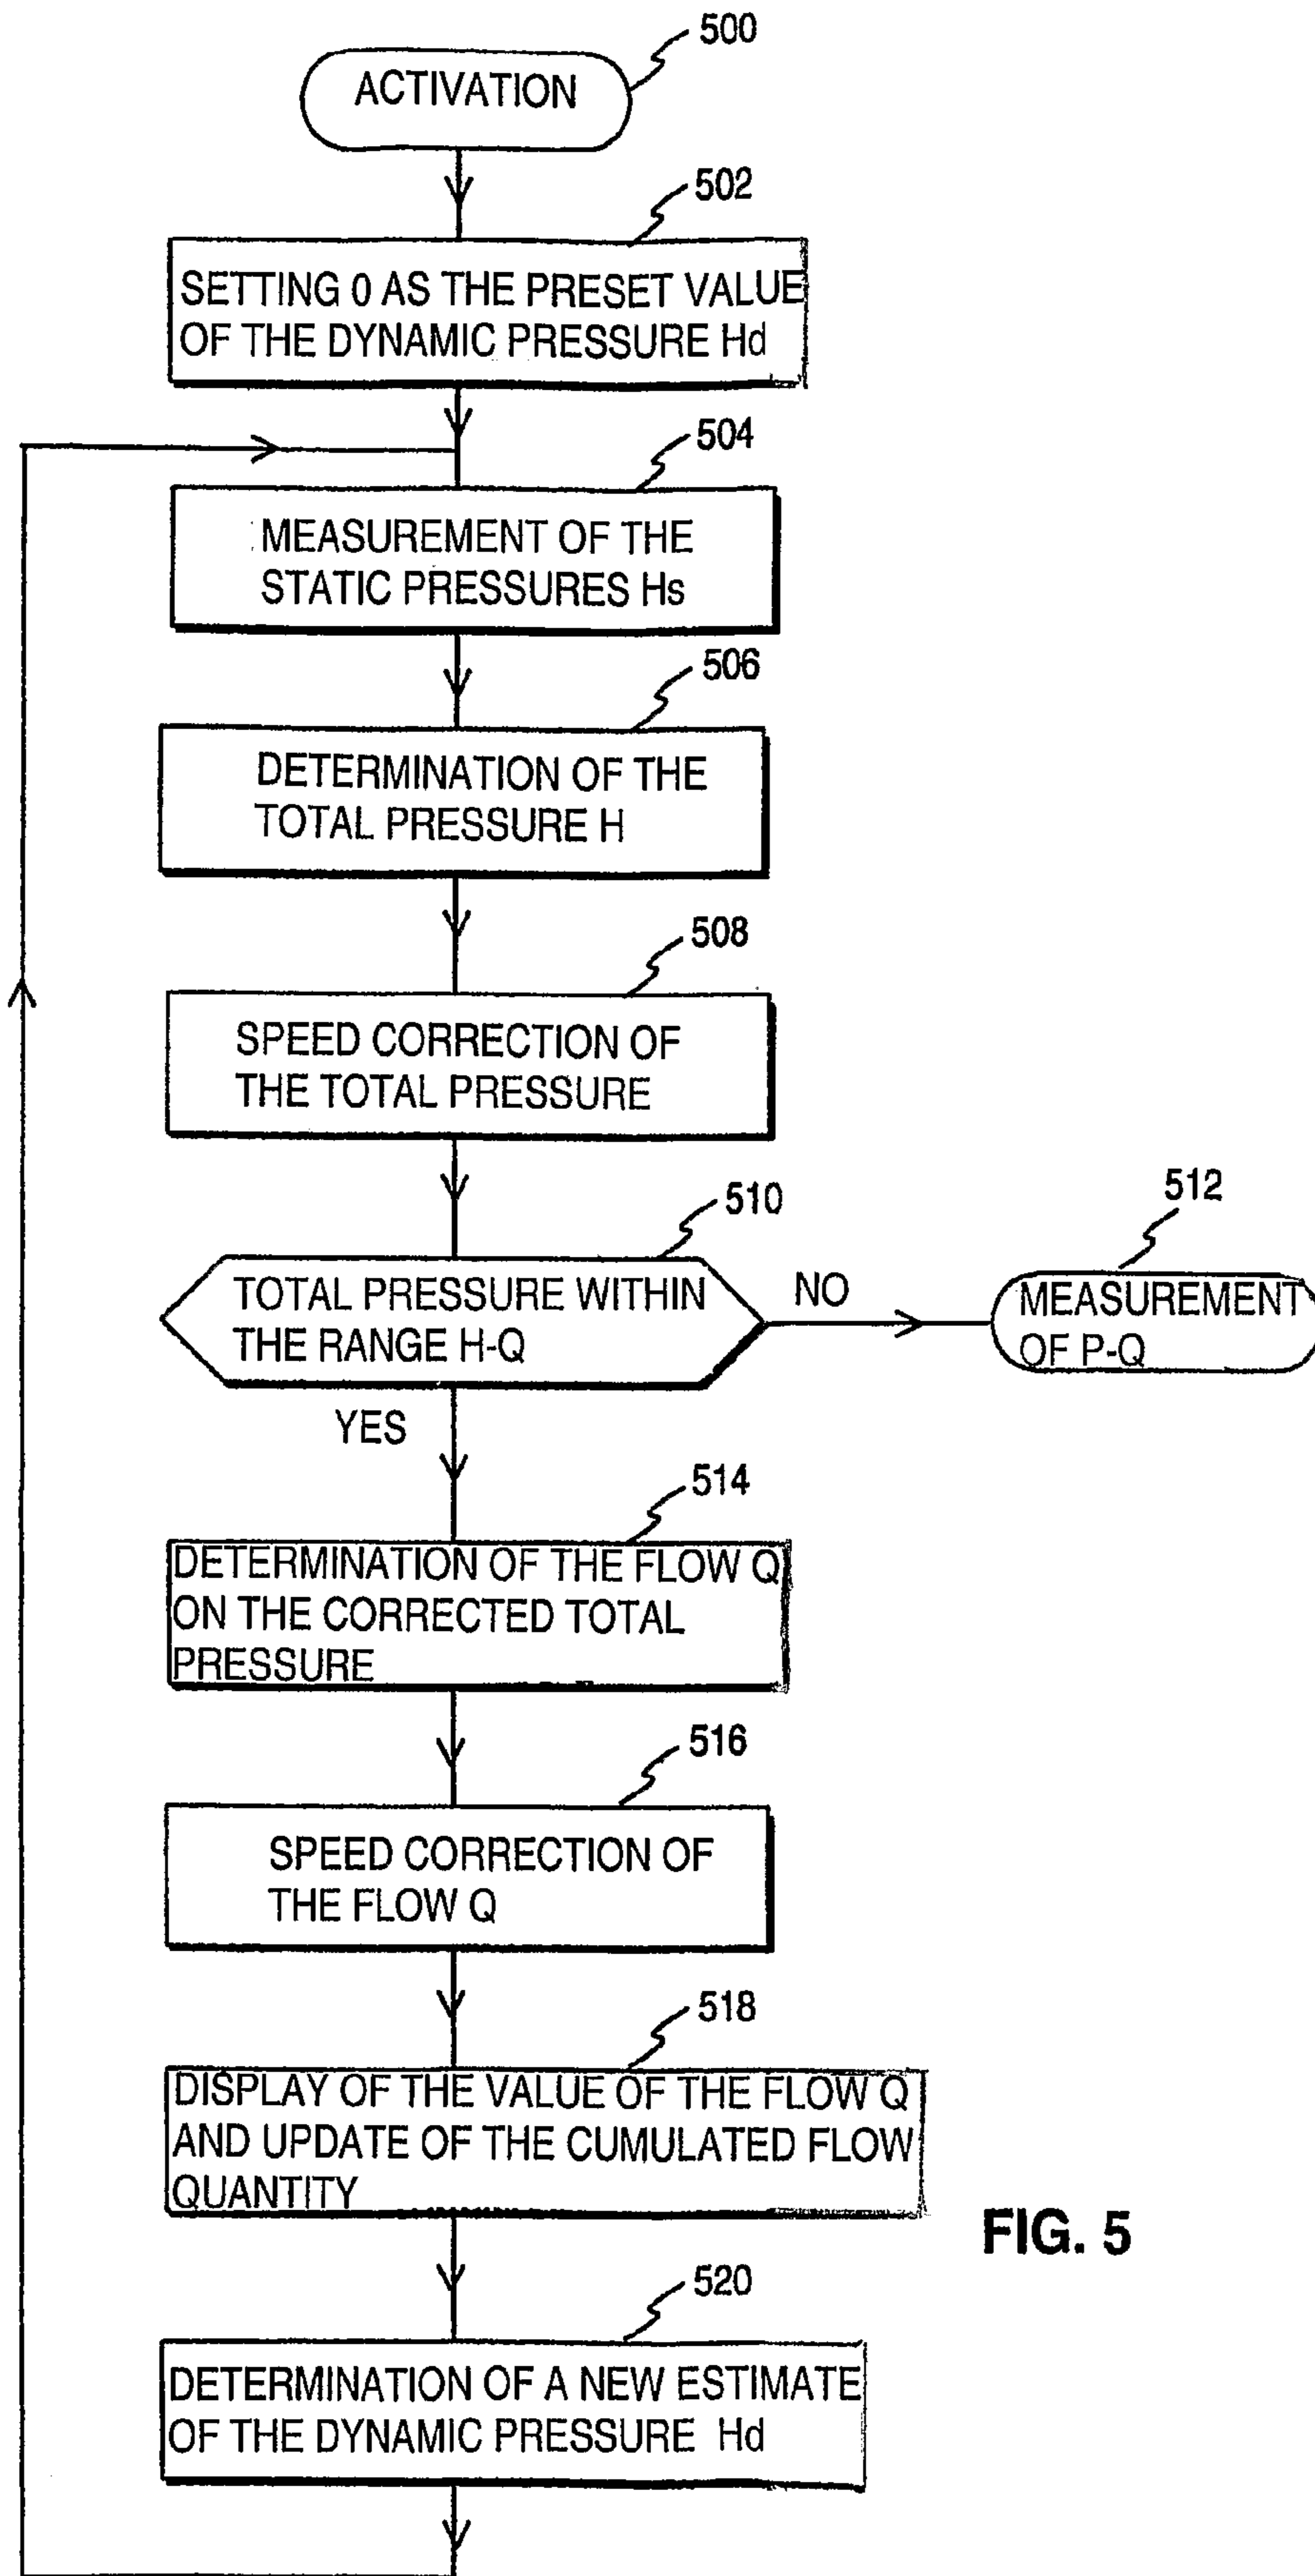 500
ACTIVATION
502
SETTING 0 AS THE PRESET VALUE
OF THE DYNAMIC PRESSURE Hd
504
MEASUREMENT OF THE
STATIC PRESSURES Hs
506
DETERMINATION OF THE
TOTAL PRESSURE H
508
SPEED CORRECTION OF
THE TOTAL PRESSURE
510
TOTAL PRESSURE WITHIN
THE RANGE H-Q
NO
512
MEASUREMENT
OF P-Q
YES
514
DETERMINATION OF THE FLOW Q
ON THE CORRECTED TOTAL
PRESSURE
516
SPEED CORRECTION OF
THE FLOW Q
518
DISPLAY OF THE VALUE OF THE FLOW Q
AND UPDATE OF THE CUMULATED FLOW
QUANTITY
FIG. 5
520
DETERMINATION OF A NEW ESTIMATE
OF THE DYNAMIC PRESSURE Hd